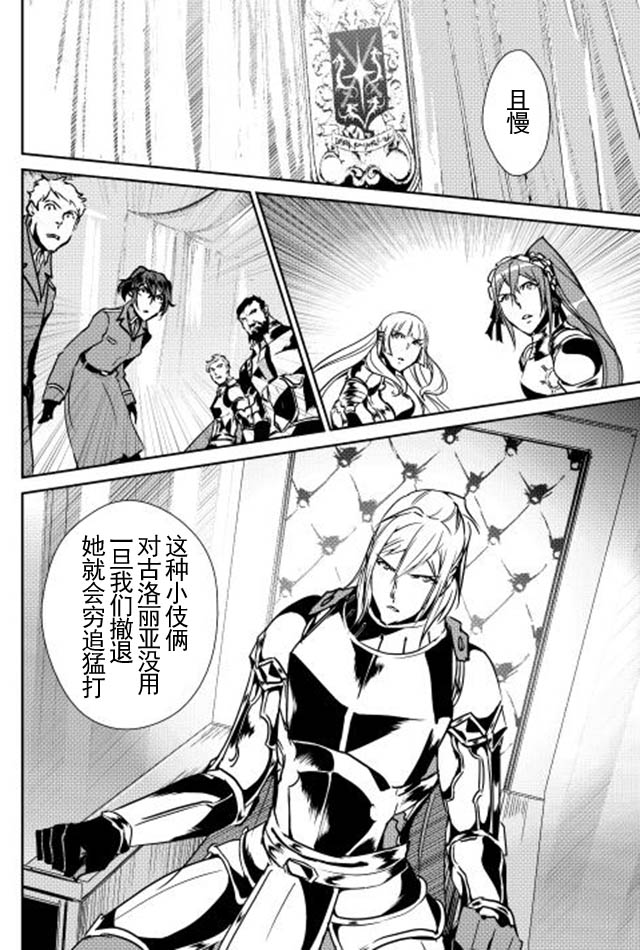 且慢
这种小伎俩
对古洛丽亚没用
一旦我们撤退
她就会穷追猛打